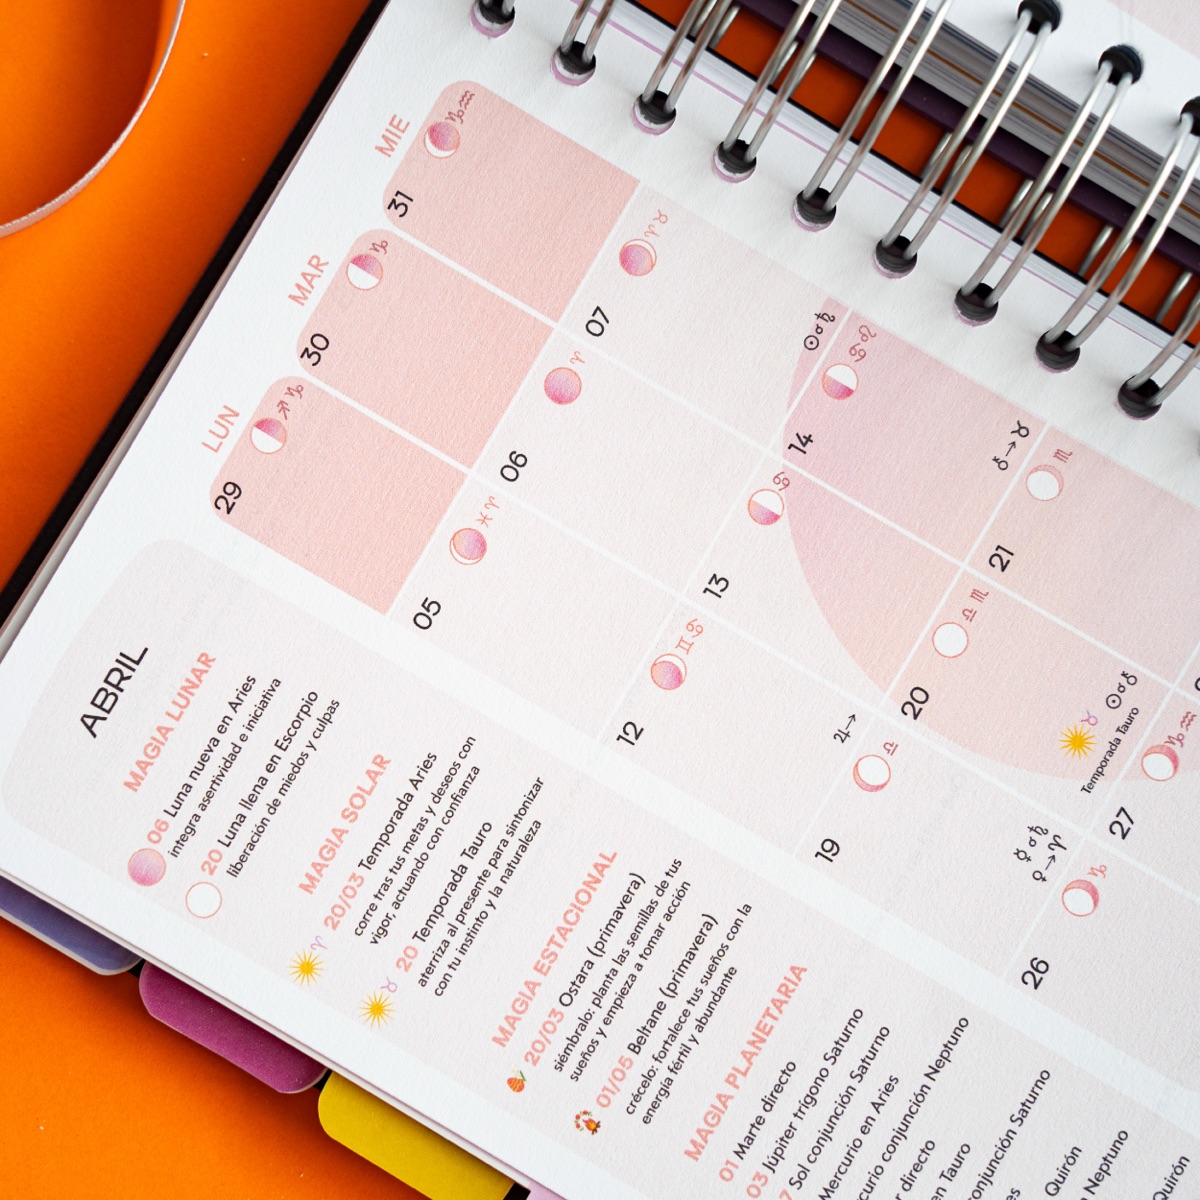 ABRIL
MAGIA LUNAR
06 Luna nueva en Aries
integra asertividad e iniciativa
20 Luna llena en Escorpio
liberación de miedos y culpas
MAGIA SOLAR
20/03 Temporada Aries
corre tras tus metas y deseos con
vigor, actuando con confianza
20 Temporada Tauro
aterriza al presente para sintonizar
con tu instinto y la naturaleza
MAGIA ESTACIONAL
20/03 Ostara (primavera)
siémbralo: planta las semillas de tus
sueños y empieza a tomar acción
01/05 Beltane (primavera)
crécelo: fortalece tus sueños con la
energía fértil y abundante
MAGIA PLANETARIA
01 Marte directo
03 Júpiter trígono Saturno
Sol conjunción Saturno
Mercurio en Aries
conjunción Neptuno
directo
en Tauro
conjunción Saturno
Quirón
Neptuno
Quirón
LUN
MAR
MIE
29 ♐ ♑
30 ♑
31 ♑ ♒
05 ♓ ♈
06 ♈
07 ♈ ♉
☉ ☌ ♄
12 ♊ ♋
♃ →
13 ♋
14 ♋ ♌
⚷ → ♉
19 ♎
☿ ☌ ♄
♀ → ♈
20 ♎ ♏
♉ ☉ ☌ ⚷
Temporada Tauro
21 ♏
26 ♑
27 ♑ ♒